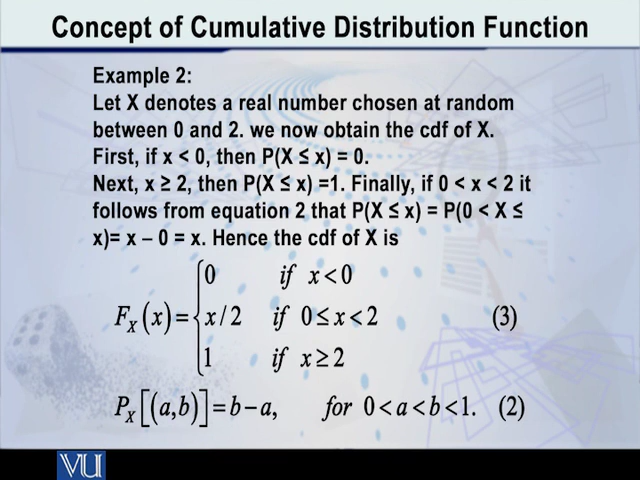 Concept of Cumulative Distribution Function
Example 2:
Let X denotes a real number chosen at random
between 0 and 2. we now obtain the cdf of X.
First, if x < 0, then P(X ≤ x) = 0.
Next, x ≥ 2, then P(X ≤ x) =1. Finally, if 0 < x < 2 it
follows from equation 2 that P(X ≤ x) = P(0 < X ≤
x)= x – 0 = x. Hence the cdf of X is
0 if x<0
F_X(x)={ x/2 if 0≤x<2 (3)
1 if x≥2
P_X[(a,b)]=b−a, for 0<a<b<1. (2)
VU